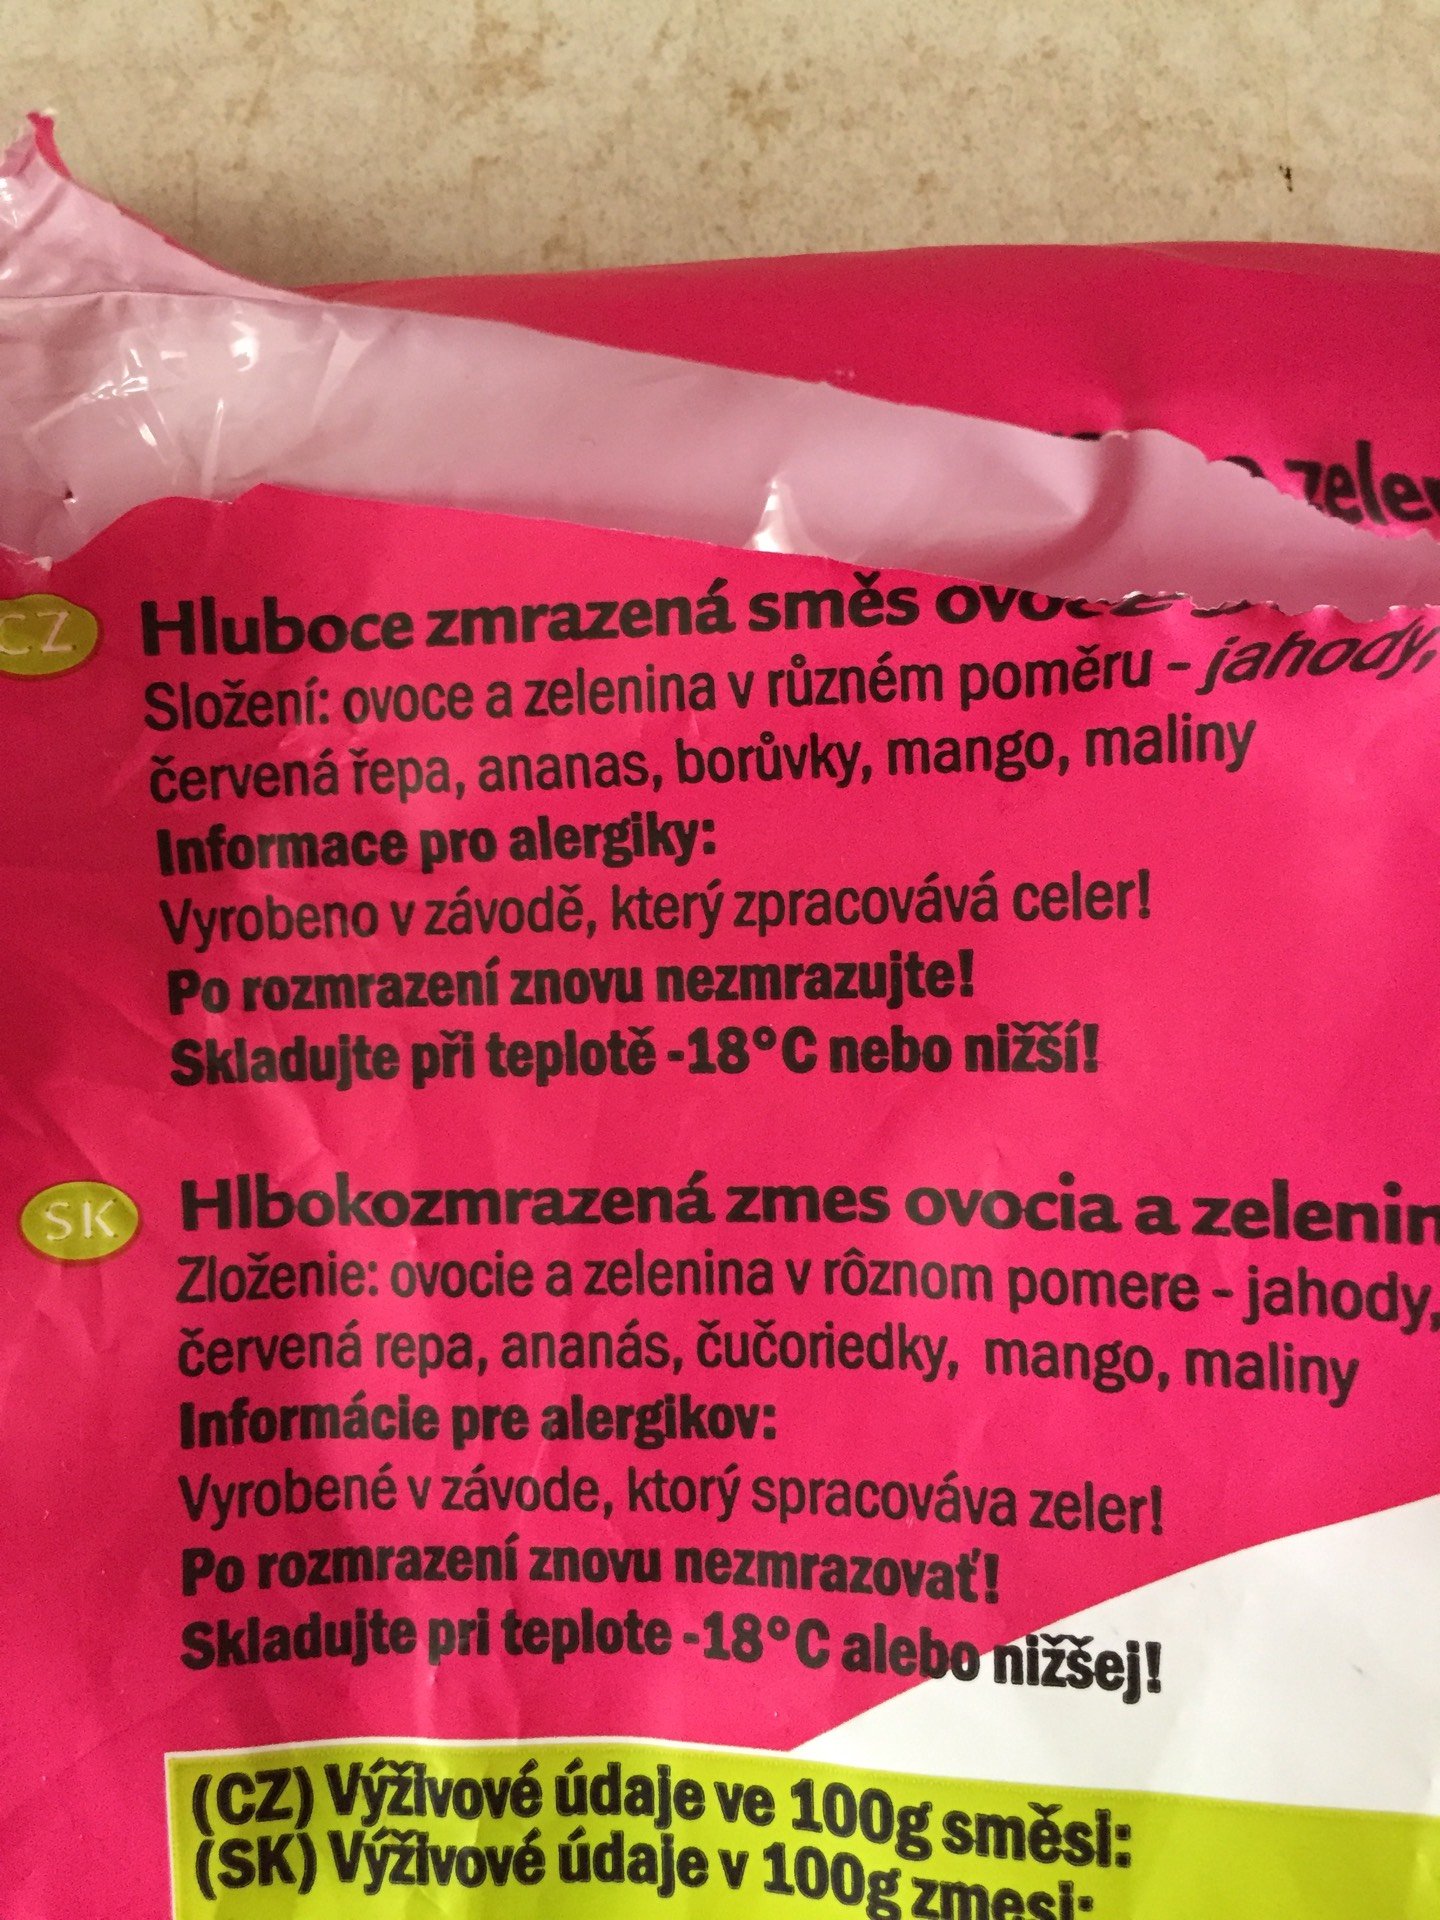 zele
CZ
Hluboce zmrazená směs
Složení: ovoce a zelenina v různém poměru - jahody,
červená řepa, ananas, borůvky, mango, maliny
Informace pro alergiky:
Vyrobeno v závodě, který zpracovává celer!
Po rozmrazení znovu nezmrazujte!
Skladujte při teplotě -18°C nebo nižší!
SK
Hlbokozmrazená zmes ovocia a zelenin
Zloženie: ovocie a zelenina v rôznom pomere - jahody,
červená repa, ananás, čučoriedky, mango, maliny
Informácie pre alergikov:
Vyrobené v závode, ktorý spracováva zeler!
Po rozmrazení znovu nezmrazovať!
Skladujte pri teplote -18°C alebo nižšej!
(CZ) Výživové údaje ve 100g směsi:
(SK) Výživové údaje v 100g zmesi: